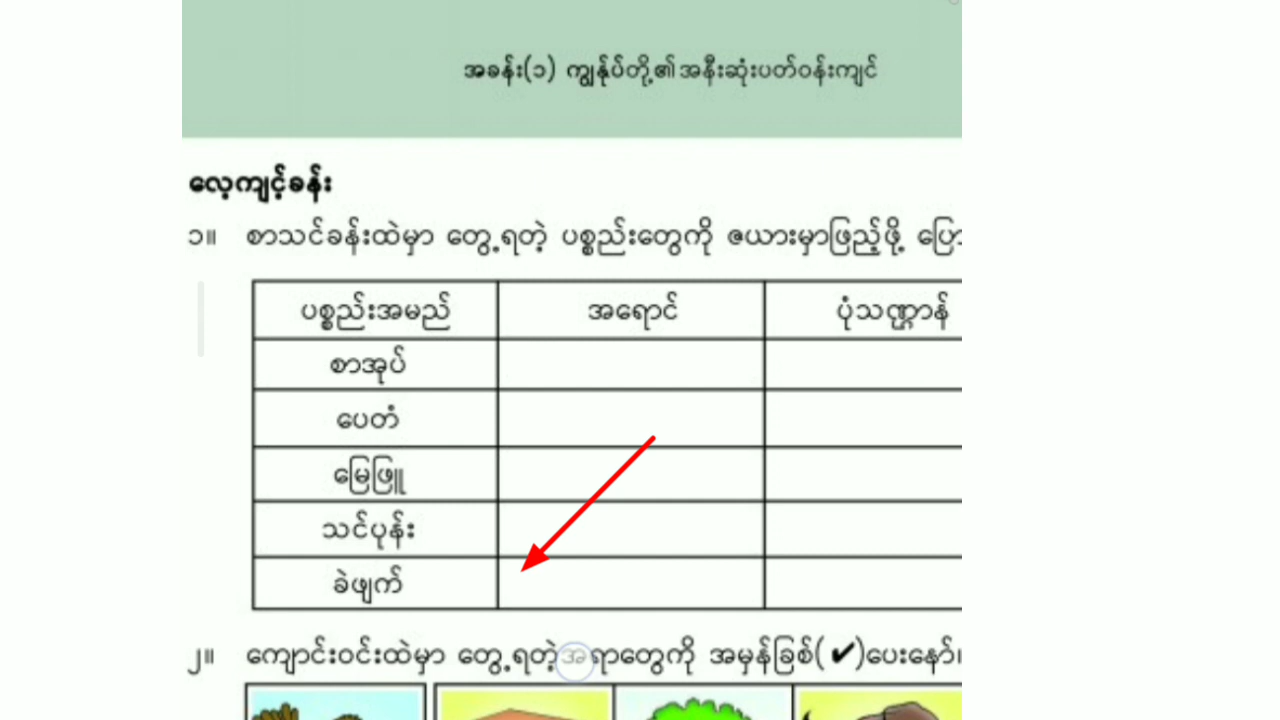 အခန်း(၁) ကျွန်ုပ်တို့၏အနီးဆုံးပတ်ဝန်းကျင်
လေ့ကျင့်ခန်း
၁။ စာသင်ခန်းထဲမှာ တွေ့ရတဲ့ ပစ္စည်းတွေကို ဇယားမှာဖြည့်ဖို့ ပြော
ပစ္စည်းအမည် အရောင် ပုံသဏ္ဌာန်
စာအုပ်
ပေတံ
မြေဖြူ
သင်ပုန်း
ခဲဖျက်
၂။ ကျောင်းဝင်းထဲမှာ တွေ့ရတဲ့အရာတွေကို အမှန်ခြစ်(✔)ပေးနော်၊